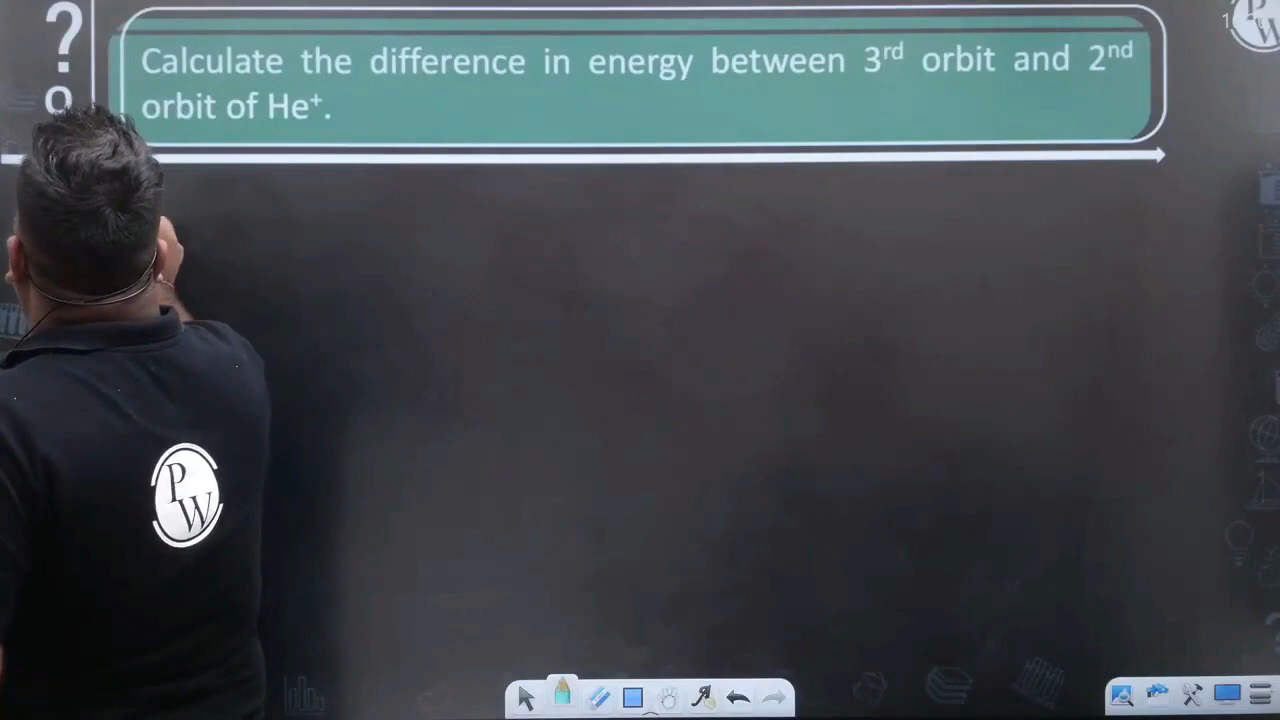 ?
Calculate the difference in energy between 3rd orbit and 2nd
orbit of He⁺.
P
W
P
W